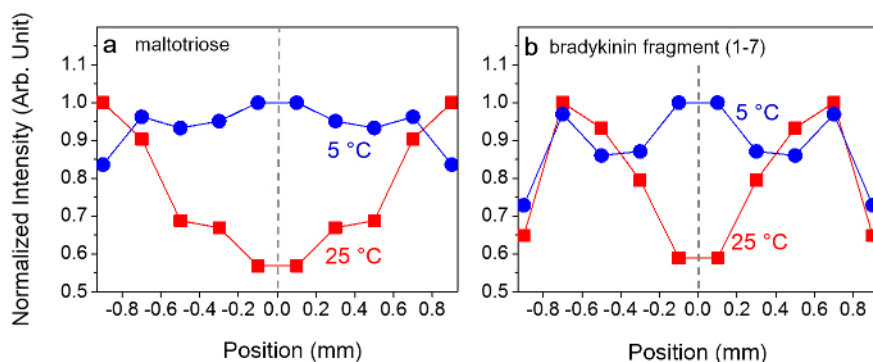 Normalized Intensity (Arb. Unit)
a maltotriose
1.1
1.0
0.9
0.8
0.7
0.6
0.5
5 °C
25 °C
-0.8 -0.6 -0.4 -0.2 0.0 0.2 0.4 0.6 0.8
Position (mm)
b bradykinin fragment (1-7)
1.1
1.0
0.9
0.8
0.7
0.6
0.5
5 °C
25 °C
-0.8 -0.6 -0.4 -0.2 0.0 0.2 0.4 0.6 0.8
Position (mm)